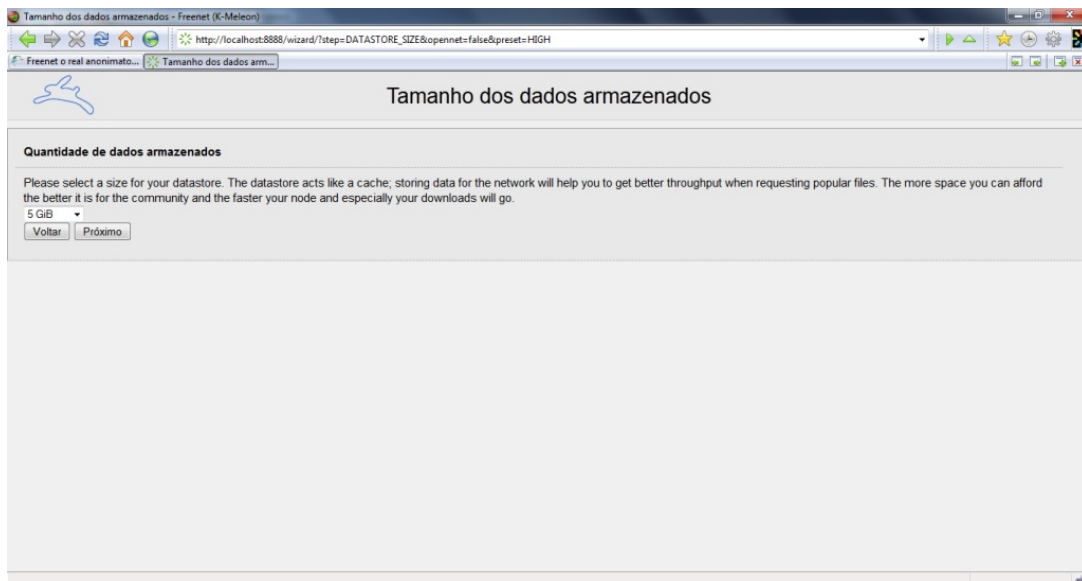 Tamanho dos dados armazenados - Freenet (K-Meleon)
http://localhost:8888/wizard/?step=DATASTORE_SIZE&opennet=false&preset=HIGH
Freenet o real anonimato... Tamanho dos dados arm...
Tamanho dos dados armazenados
Quantidade de dados armazenados
Please select a size for your datastore. The datastore acts like a cache; storing data for the network will help you to get better throughput when requesting popular files. The more space you can afford
the better it is for the community and the faster your node and especially your downloads will go.
5 GiB
Voltar Próximo